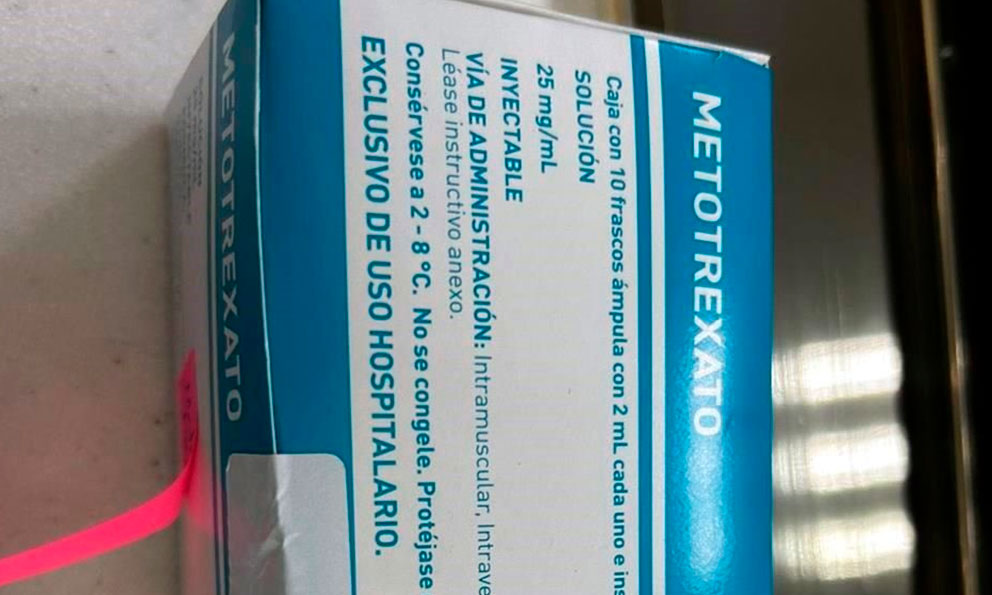 METOTREXATO
Caja con 10 frascos ámpula con 2 mL cada uno e ins
SOLUCIÓN
25 mg/mL
INYECTABLE
VÍA DE ADMINISTRACIÓN: Intramuscular, Intrave
Léase instructivo anexo.
Consérvese a 2 - 8 °C. No se congele. Protéjase
EXCLUSIVO DE USO HOSPITALARIO.
METOTREXATO